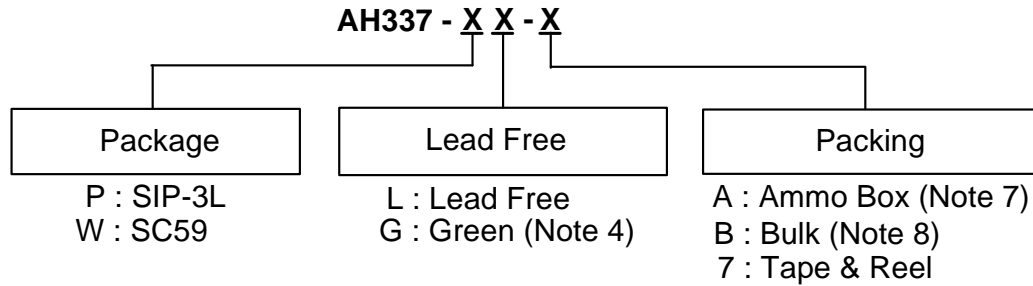 AH337 - X X - X
Package
Lead Free
Packing
P : SIP-3L
W : SC59
L : Lead Free
G : Green (Note 4)
A : Ammo Box (Note 7)
B : Bulk (Note 8)
7 : Tape & Reel